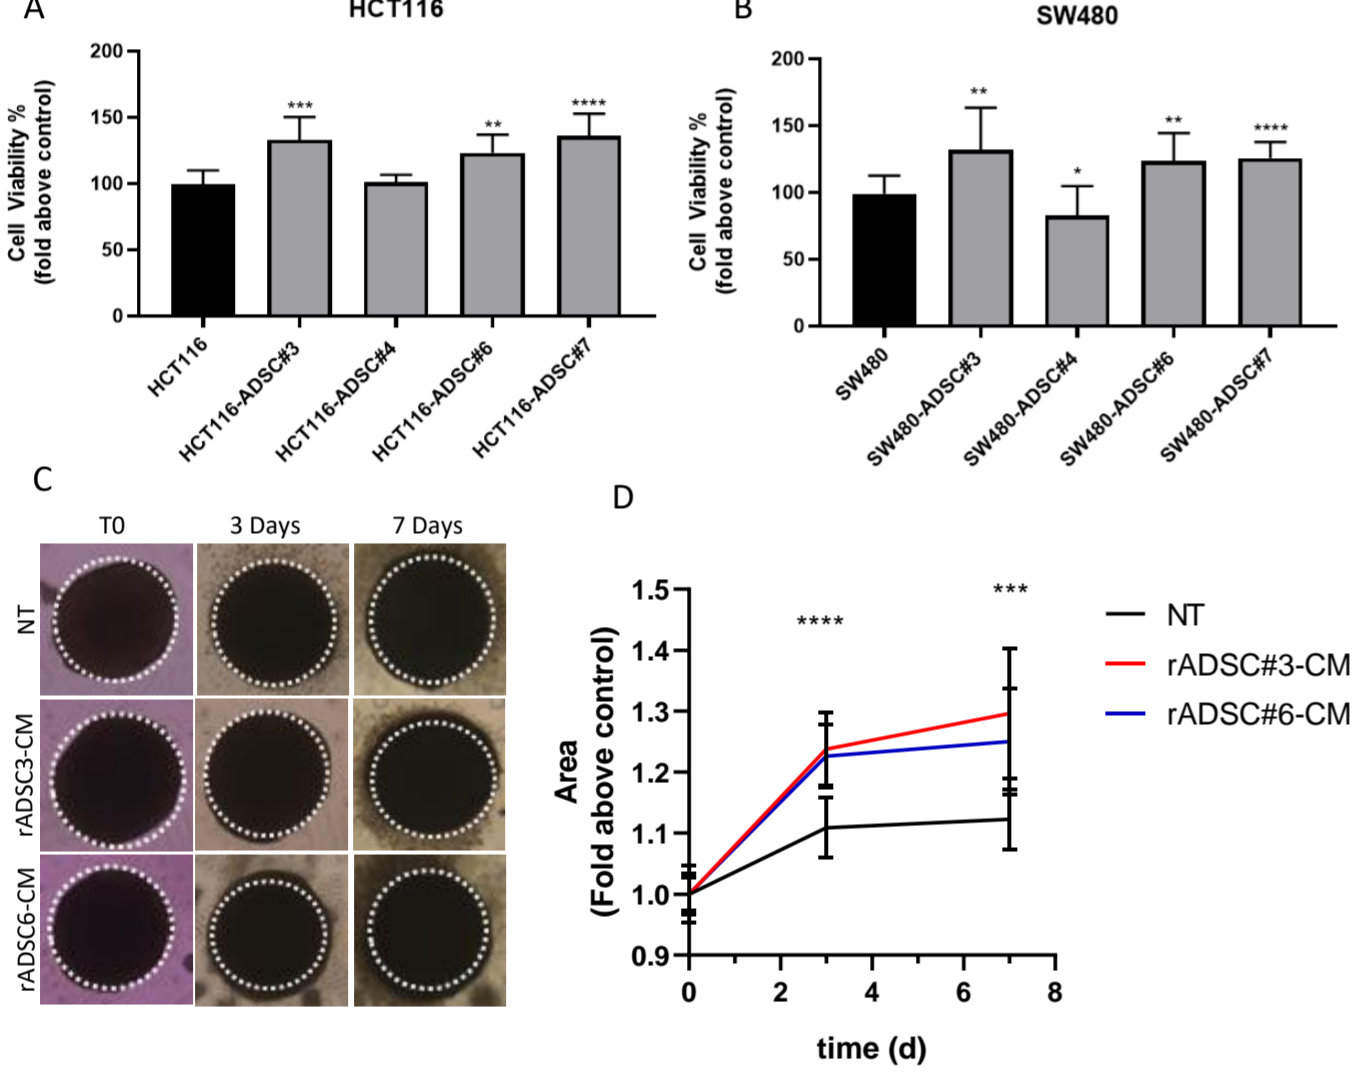 A
HCT116
Cell Viability %
(fold above control)
200
150
100
50
0
***
**
****
HCT116
HCT116-ADSC#3
HCT116-ADSC#4
HCT116-ADSC#6
HCT116-ADSC#7
B
SW480
Cell Viability %
(fold above control)
200
150
100
50
0
**
*
**
****
SW480
SW480-ADSC#3
SW480-ADSC#4
SW480-ADSC#6
SW480-ADSC#7
C
T0 3 Days 7 Days
NT
rADSC3-CM
rADSC6-CM
D
Area
(Fold above control)
1.5
1.4
1.3
1.2
1.1
1.0
0.9
****
***
0 2 4 6 8
time (d)
NT
rADSC#3-CM
rADSC#6-CM